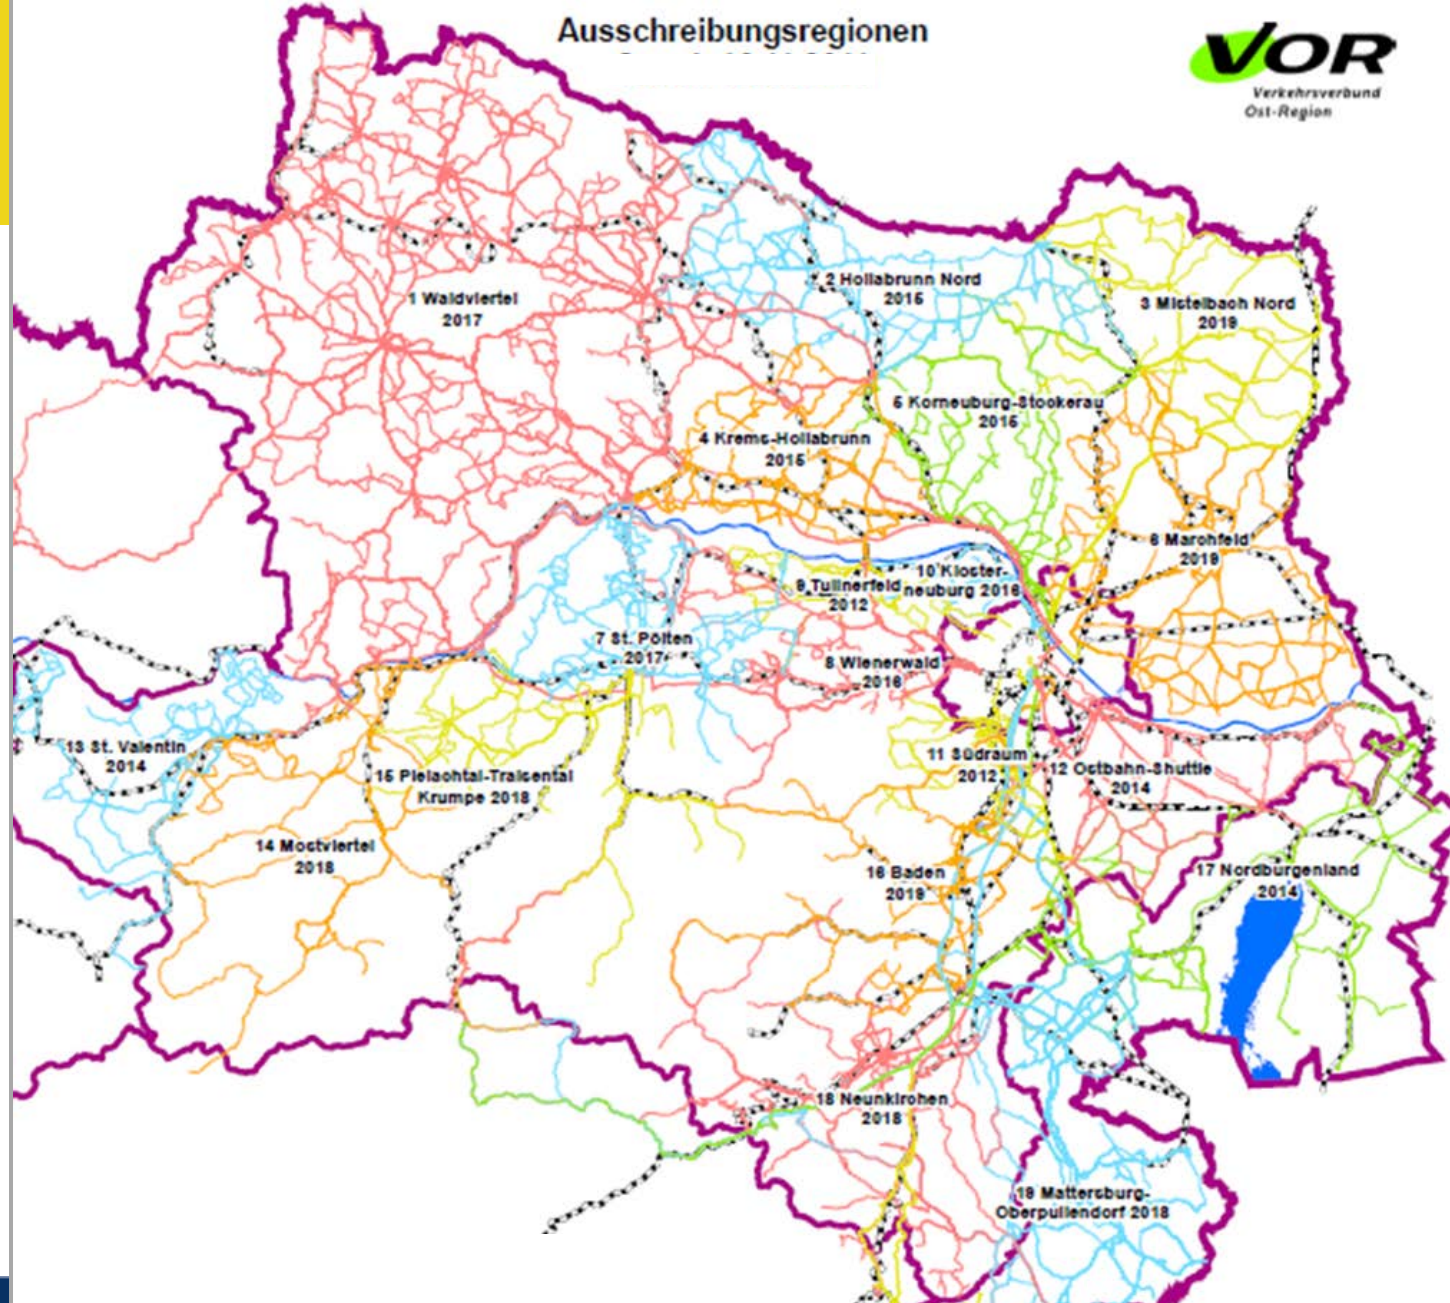 Ausschreibungsregionen
VOR
Verkehrsverbund
Ost-Region
1 Waldviertel
2017
2 Hollabrunn Nord
2015
3 Mistelbach Nord
2019
4 Krems-Hollabrunn
2015
5 Korneuburg-Stockerau
2015
6 Marchfeld
2019
7 St. Pölten
2017
8 Wienerwald
2016
9 Tullnerfeld
2012
10 Kloster-
neuburg 2016
11 Südraum
2012
12 Ostbahn-Shuttle
2014
13 St. Valentin
2014
14 Mostviertel
2018
15 Pielachtal-Traisental
Krumpe 2018
16 Baden
2019
17 Nordburgenland
2014
18 Neunkirchen
2018
19 Mattersburg-
Oberpullendorf 2018